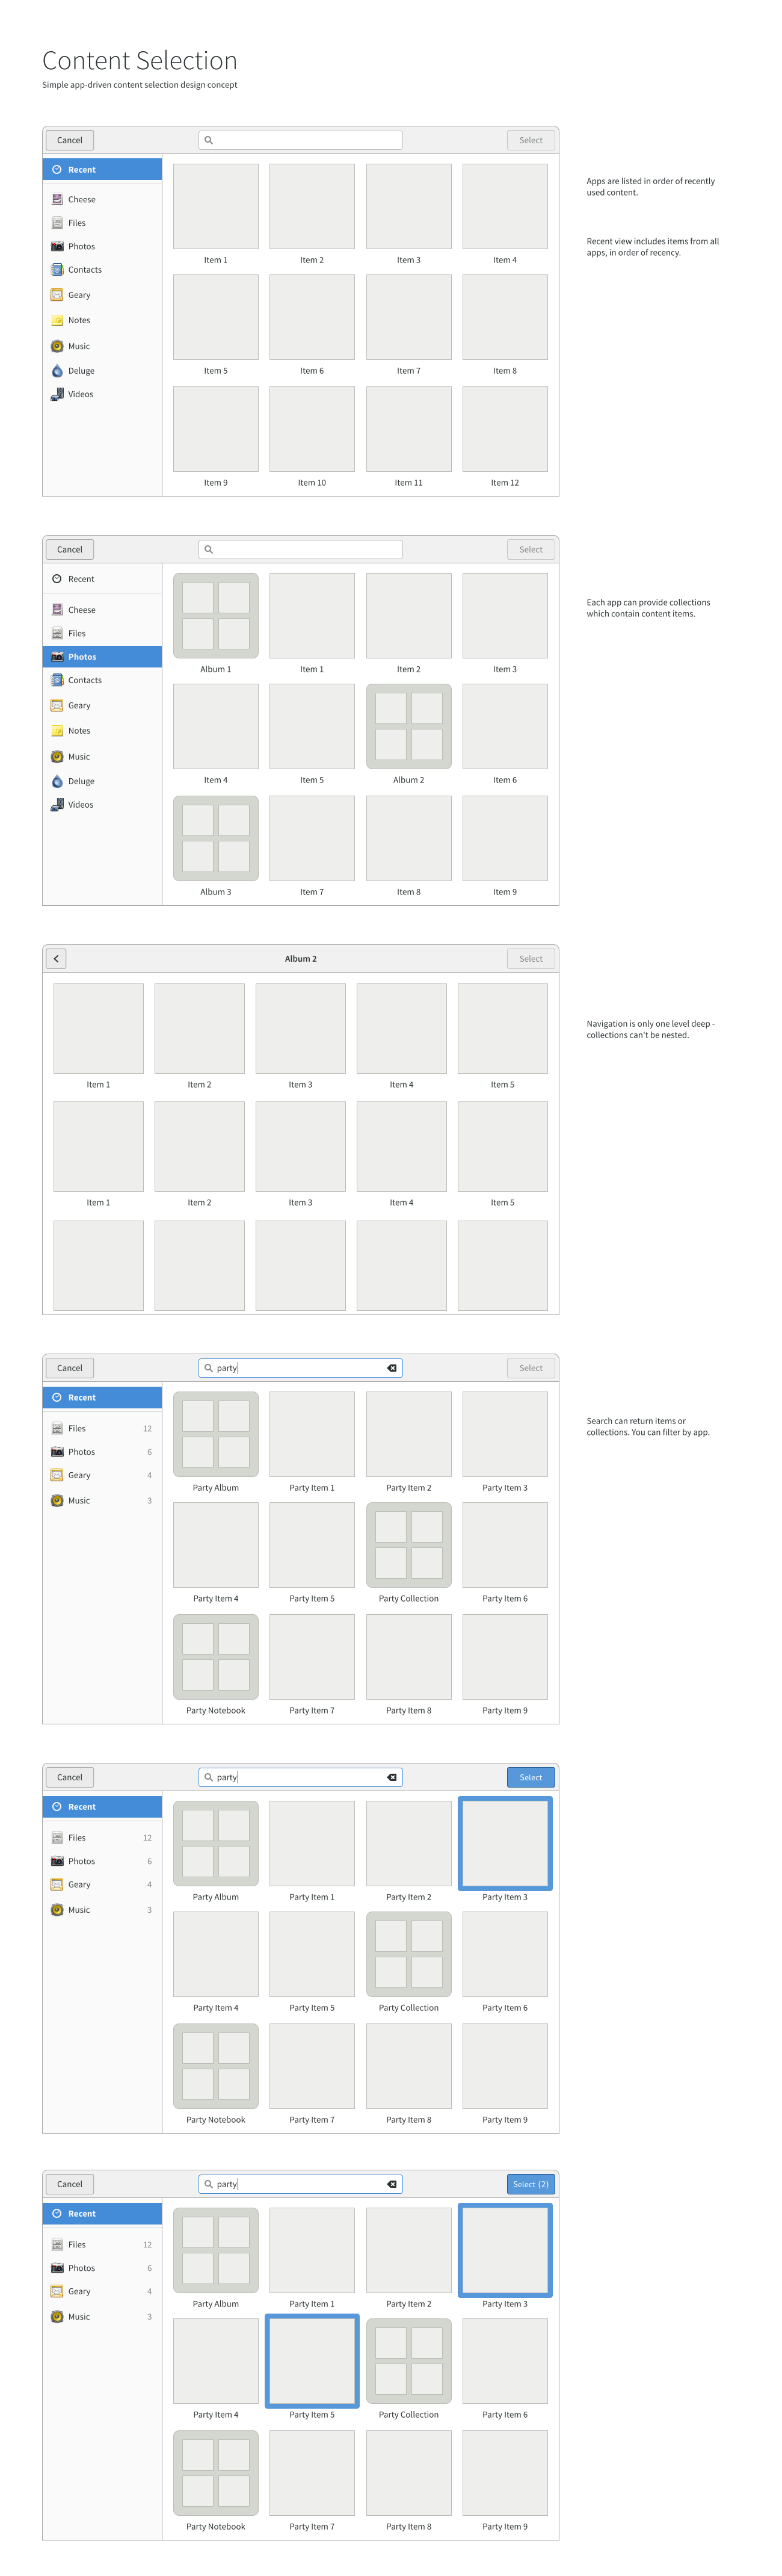 Content Selection
Simple app-driven content selection design concept
Cancel
Select
Recent
Cheese
Files
Photos
Contacts
Geary
Notes
Music
Deluge
Videos
Item 1
Item 2
Item 3
Item 4
Item 5
Item 6
Item 7
Item 8
Item 9
Item 10
Item 11
Item 12
Apps are listed in order of recently
used content.
Recent view includes items from all
apps, in order of recency.
Cancel
Select
Recent
Cheese
Files
Photos
Contacts
Geary
Notes
Music
Deluge
Videos
Album 1
Item 1
Item 2
Item 3
Item 4
Item 5
Album 2
Item 6
Album 3
Item 7
Item 8
Item 9
Each app can provide collections
which contain content items.
Album 2
Select
Item 1
Item 2
Item 3
Item 4
Item 5
Item 1
Item 2
Item 3
Item 4
Item 5
Navigation is only one level deep -
collections can't be nested.
Cancel
party
Select
Recent
Files 12
Photos 6
Geary 4
Music 3
Party Album
Party Item 1
Party Item 2
Party Item 3
Party Item 4
Party Item 5
Party Collection
Party Item 6
Party Notebook
Party Item 7
Party Item 8
Party Item 9
Search can return items or
collections. You can filter by app.
Cancel
party
Select
Recent
Files 12
Photos 6
Geary 4
Music 3
Party Album
Party Item 1
Party Item 2
Party Item 3
Party Item 4
Party Item 5
Party Collection
Party Item 6
Party Notebook
Party Item 7
Party Item 8
Party Item 9
Cancel
party
Select (2)
Recent
Files 12
Photos 6
Geary 4
Music 3
Party Album
Party Item 1
Party Item 2
Party Item 3
Party Item 4
Party Item 5
Party Collection
Party Item 6
Party Notebook
Party Item 7
Party Item 8
Party Item 9